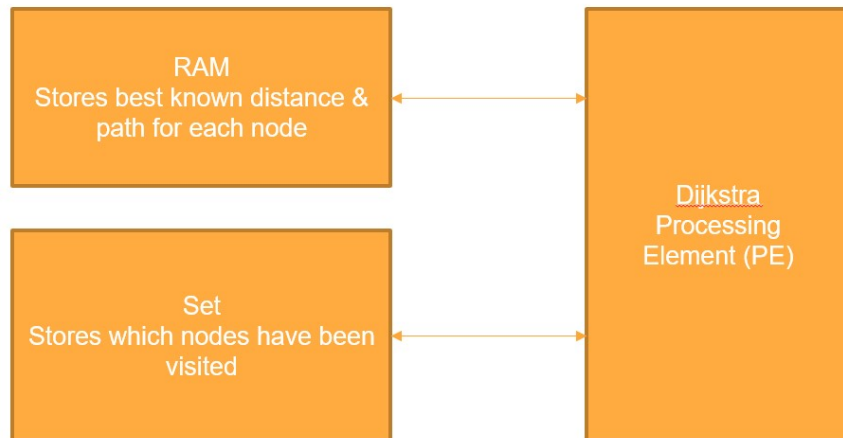 RAM
Stores best known distance &
path for each node
Set
Stores which nodes have been
visited
Dijkstra
Processing
Element (PE)